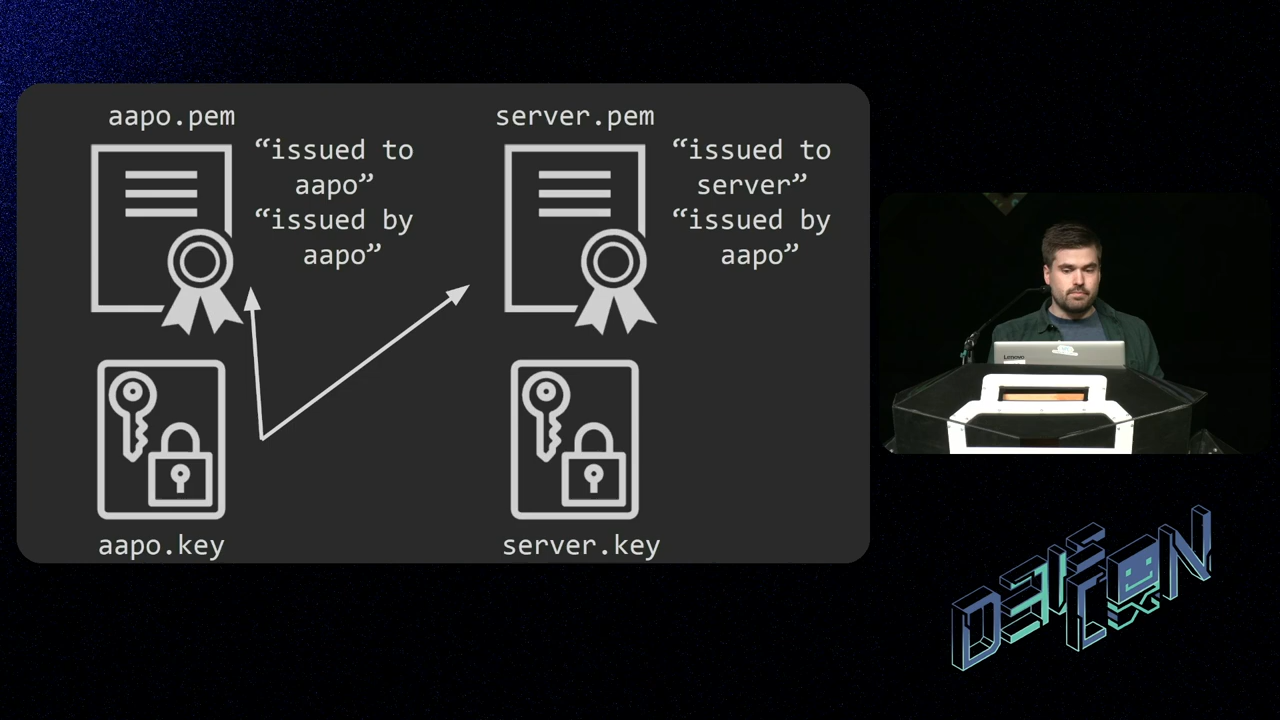 aapo.pem
“issued to
aapo”
“issued by
aapo”
server.pem
“issued to
server”
“issued by
aapo”
aapo.key
server.key
Lenovo
DEF CON